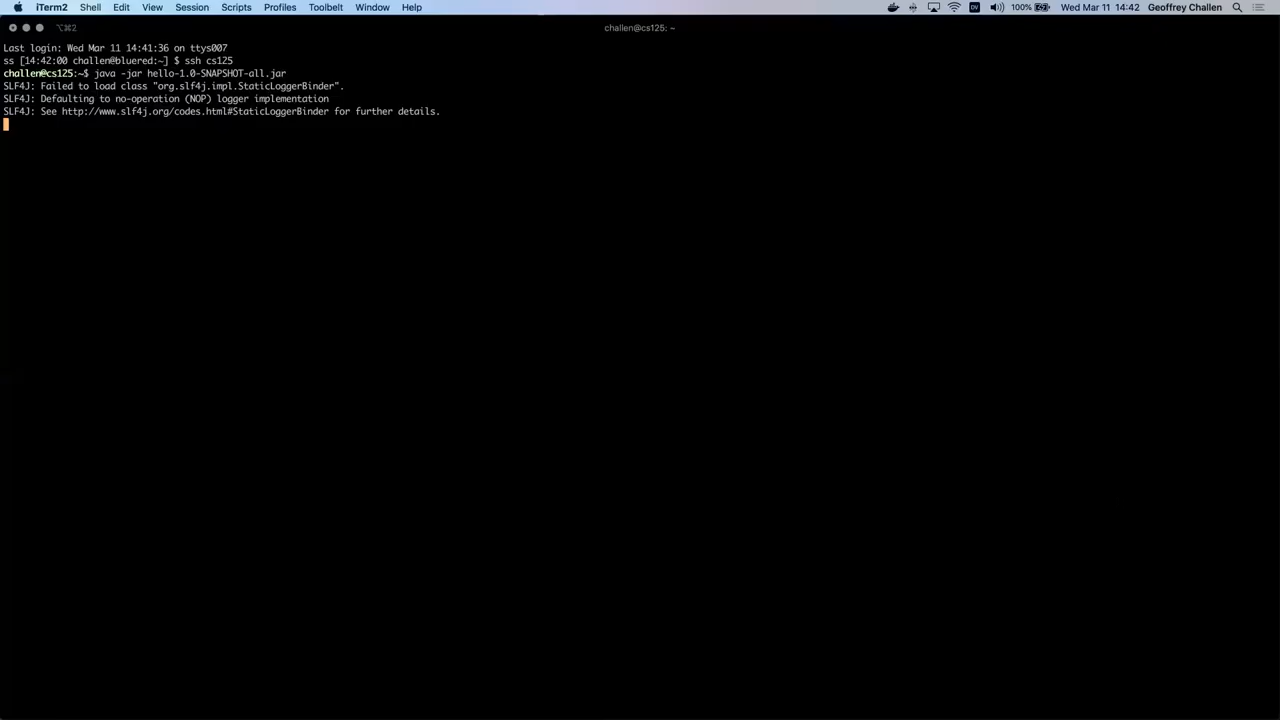 iTerm2 Shell Edit View Session Scripts Profiles Toolbelt Window Help DV 100% Wed Mar 11 14:42 Geoffrey Challen
⌥⌘2 challen@cs125: ~
Last login: Wed Mar 11 14:41:36 on ttys007
ss [14:42:00 challen@bluered:~] $ ssh cs125
challen@cs125:~$ java -jar hello-1.0-SNAPSHOT-all.jar
SLF4J: Failed to load class "org.slf4j.impl.StaticLoggerBinder".
SLF4J: Defaulting to no-operation (NOP) logger implementation
SLF4J: See http://www.slf4j.org/codes.html#StaticLoggerBinder for further details.